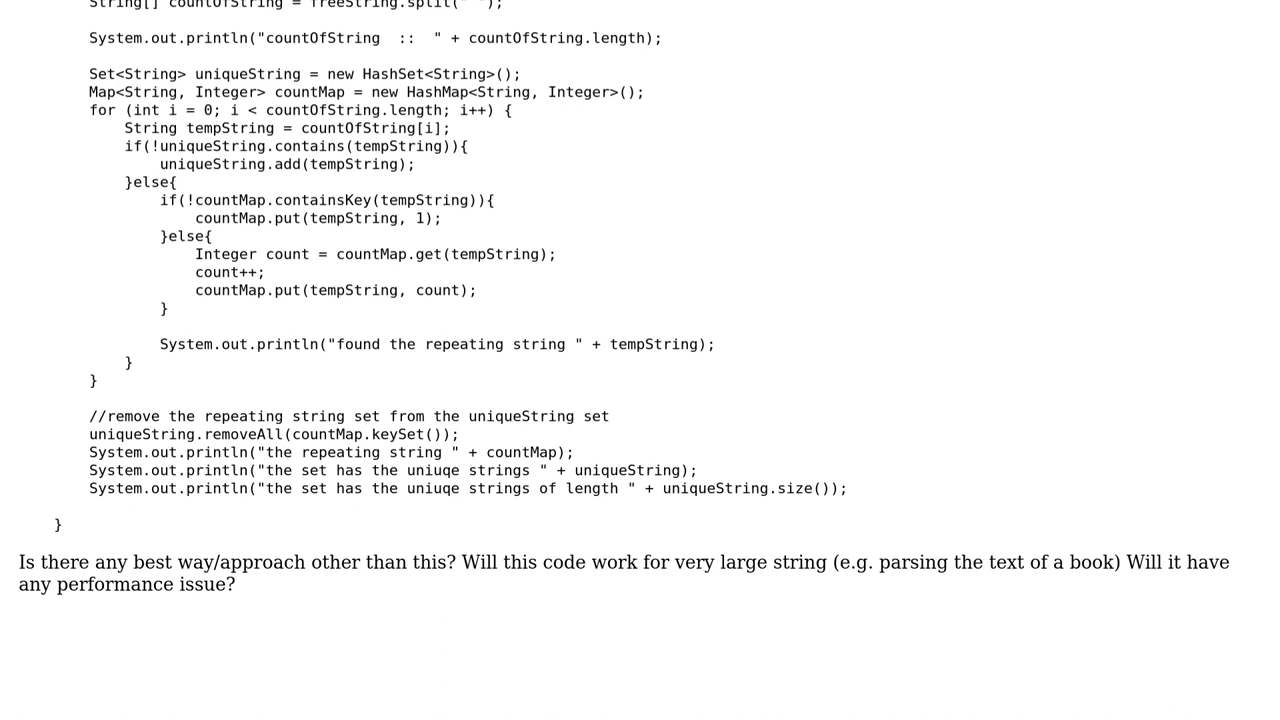 String[] countOfString = freeString.split(" ");
System.out.println("countOfString  ::  " + countOfString.length);
Set<String> uniqueString = new HashSet<String>();
Map<String, Integer> countMap = new HashMap<String, Integer>();
for (int i = 0; i < countOfString.length; i++) {
String tempString = countOfString[i];
if(!uniqueString.contains(tempString)){
uniqueString.add(tempString);
}else{
if(!countMap.containsKey(tempString)){
countMap.put(tempString, 1);
}else{
Integer count = countMap.get(tempString);
count++;
countMap.put(tempString, count);
}
System.out.println("found the repeating string " + tempString);
}
}
//remove the repeating string set from the uniqueString set
uniqueString.removeAll(countMap.keySet());
System.out.println("the repeating string " + countMap);
System.out.println("the set has the uniuqe strings " + uniqueString);
System.out.println("the set has the uniuqe strings of length " + uniqueString.size());
}
Is there any best way/approach other than this? Will this code work for very large string (e.g. parsing the text of a book) Will it have
any performance issue?